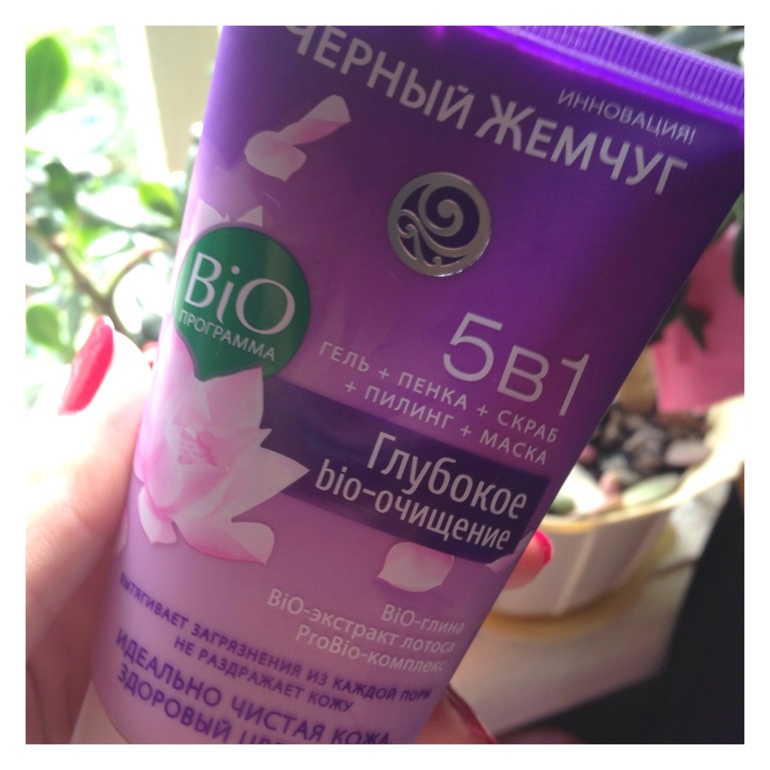 ИННОВАЦИЯ!
ЧЕРНЫЙ ЖЕМЧУГ
BiO
ПРОГРАММА
5в1
ГЕЛЬ + ПЕНКА + СКРАБ
+ ПИЛИНГ + МАСКА
Глубокое
bio-очищение
BiO-глина
BiO-экстракт лотоса
ProBio-комплекс
ВЫТЯГИВАЕТ ЗАГРЯЗНЕНИЯ ИЗ КАЖДОЙ ПОРЫ
НЕ РАЗДРАЖАЕТ КОЖУ
ИДЕАЛЬНО ЧИСТАЯ КОЖА
ЗДОРОВЫЙ